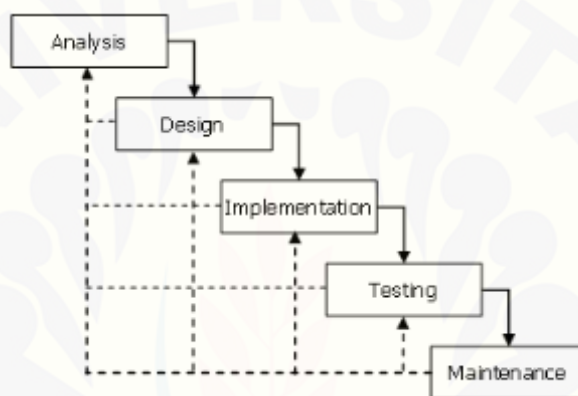 Analysis
Design
Implementation
Testing
Maintenance